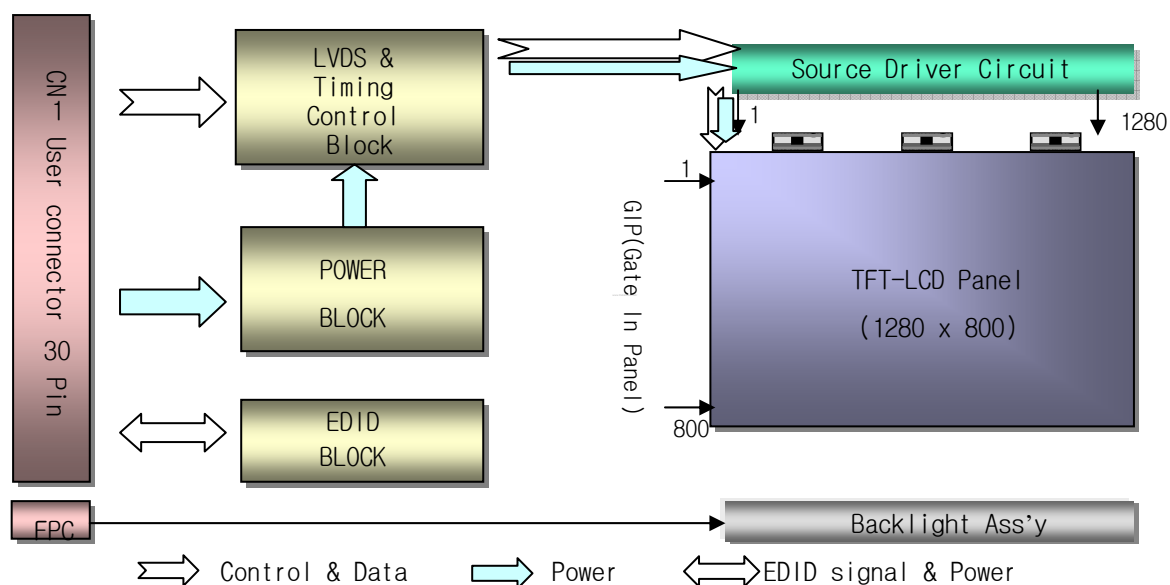 CN-1 User connector 30 Pin
LVDS &
Timing
Control
Block
Source Driver Circuit
1
1280
1
GIP(Gate In Panel)
800
POWER
BLOCK
TFT-LCD Panel
(1280 x 800)
EDID
BLOCK
FPC
Backlight Ass’y
Control & Data
Power
EDID signal & Power